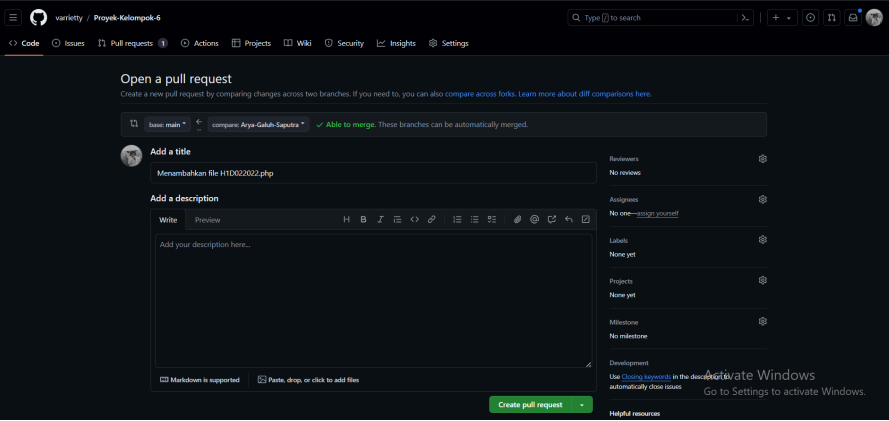 varrietty / Proyek-Kelompok-6
Type / to search
Code Issues Pull requests 1 Actions Projects Wiki Security Insights Settings
Open a pull request
Create a new pull request by comparing changes across two branches. If you need to, you can also compare across forks. Learn more about diff comparisons here.
base: main compare: Arya-Galuh-Saputra Able to merge. These branches can be automatically merged.
Add a title
Menambahkan file H1D022022.php
Add a description
Write Preview
Add your description here...
Markdown is supported Paste, drop, or click to add files
Create pull request
Reviewers
No reviews
Assignees
No one—assign yourself
Labels
None yet
Projects
None yet
Milestone
No milestone
Development
Use Closing keywords in the description to
automatically close issues
Helpful resources
Activate Windows
Go to Settings to activate Windows.